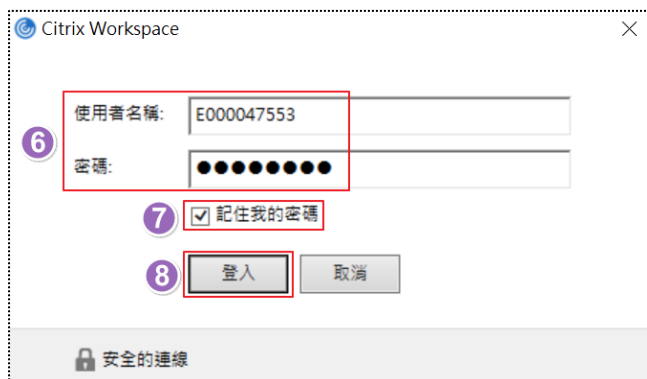 Citrix Workspace
6
使用者名稱: E000047553
密碼: ●●●●●●●●
7 記住我的密碼
8 登入 取消
安全的連線